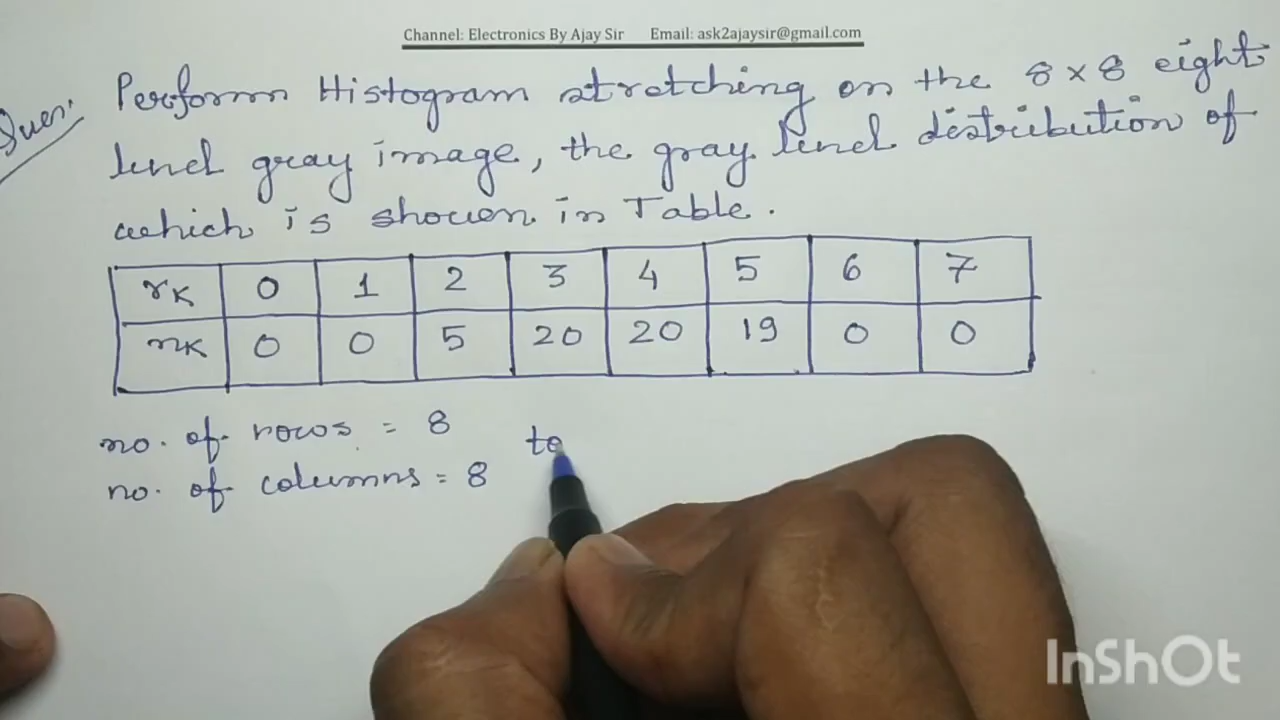 Channel: Electronics By Ajay Sir Email: ask2ajaysir@gmail.com
Ques:
Perform Histogram stretching on the 8 × 8 eight
level gray image, the gray level distribution of
which is shown in Table.
rK 0 1 2 3 4 5 6 7
nK 0 0 5 20 20 19 0 0
no. of rows = 8
no. of columns = 8
to
InShOt